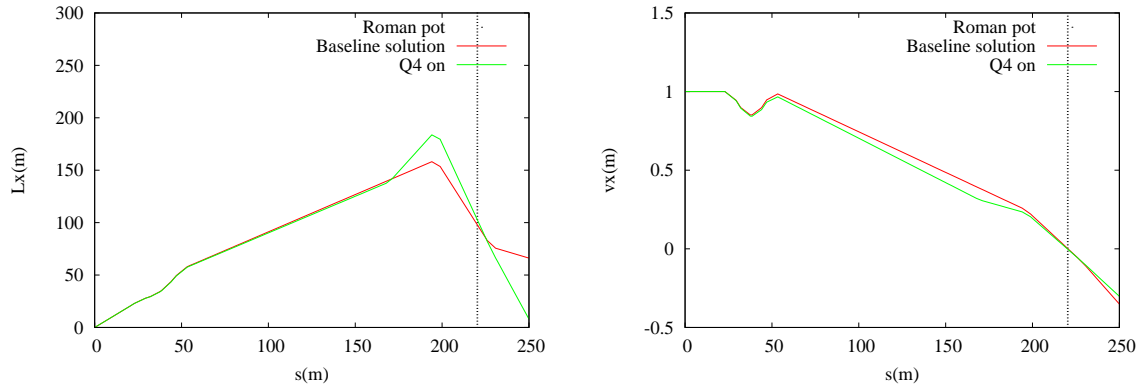 300
250
200
150
100
50
0
Lx(m)
0 50 100 150 200 250
s(m)
Roman pot
Baseline solution
Q4 on
1.5
1
0.5
0
-0.5
vx(m)
0 50 100 150 200 250
s(m)
Roman pot
Baseline solution
Q4 on